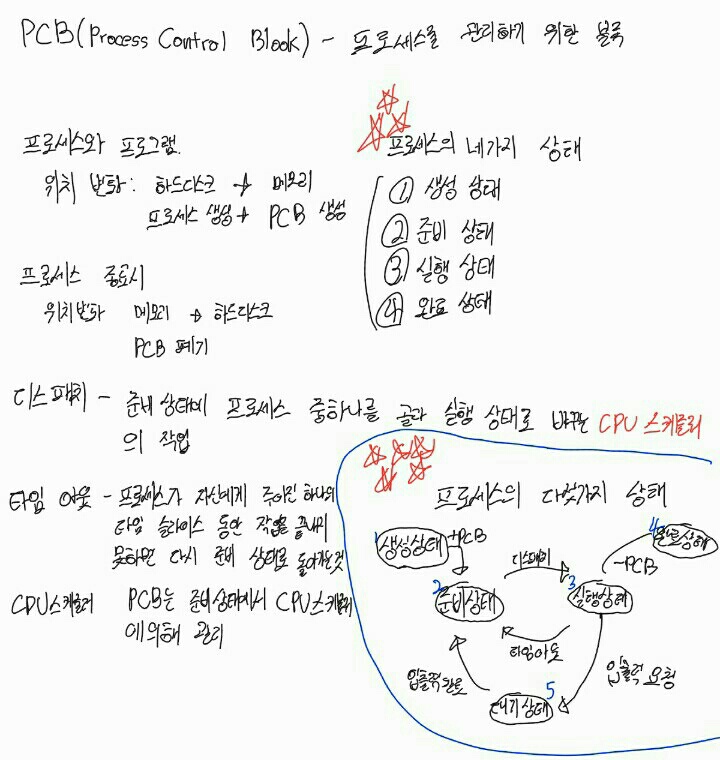 PCB(Process Control Block) - 프로세스를 관리하기 위한 블록
프로세스와 프로그램.
위치 변화: 하드디스크 → 메모리
프로세스 생성 + PCB 생성
프로세스의 네가지 상태
① 생성 상태
② 준비 상태
③ 실행 상태
④ 완료 상태
프로세스 종료시
위치변화 메모리 → 하드디스크
PCB 폐기
디스패치 - 준비 상태에 프로세스 중하나를 골라 실행 상태로 바꾸는 CPU 스케줄러
의 작업
타임 아웃 - 프로세스가 자신에게 주어진 하나의
타임 슬라이스 동안 작업을 끝내지
못하면 다시 준비 상태로 돌아가는것
CPU스케줄러 PCB는 준비상태에서 CPU스케줄러
에의해 관리
프로세스의 다섯가지 상태
1 생성상태 +PCB
4 완료상태
-PCB
디스패치
2 준비상태
3 실행상태
타임아웃
입출력완료
입출력 요청
5
대기상태